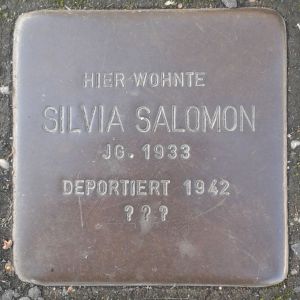 HIER WOHNTE
SILVIA SALOMON
JG. 1933
DEPORTIERT 1942
? ? ?